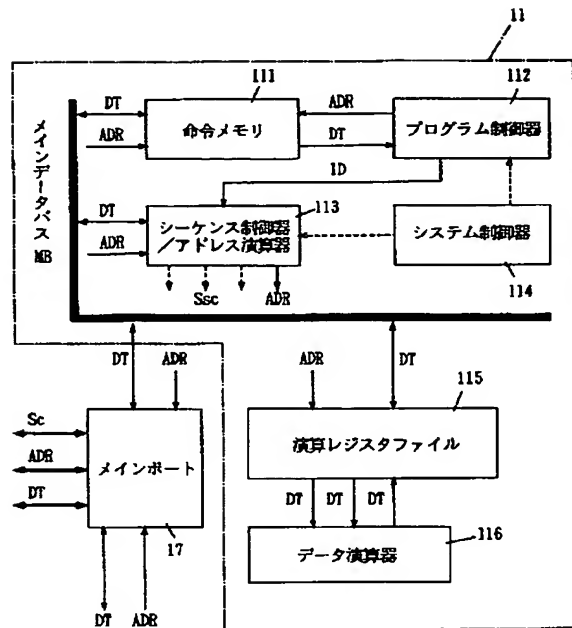 11
111
112
DT
命令メモリ
ADR
プログラム制御器
ADR
DT
メインデータバス MB
ID
113
DT
シーケンス制御器
/アドレス演算器
システム制御器
ADR
Ssc
ADR
114
DT
ADR
ADR
DT
115
Sc
ADR
メインポート
演算レジスタファイル
DT
DT
DT
DT
17
データ演算器
116
DT
ADR